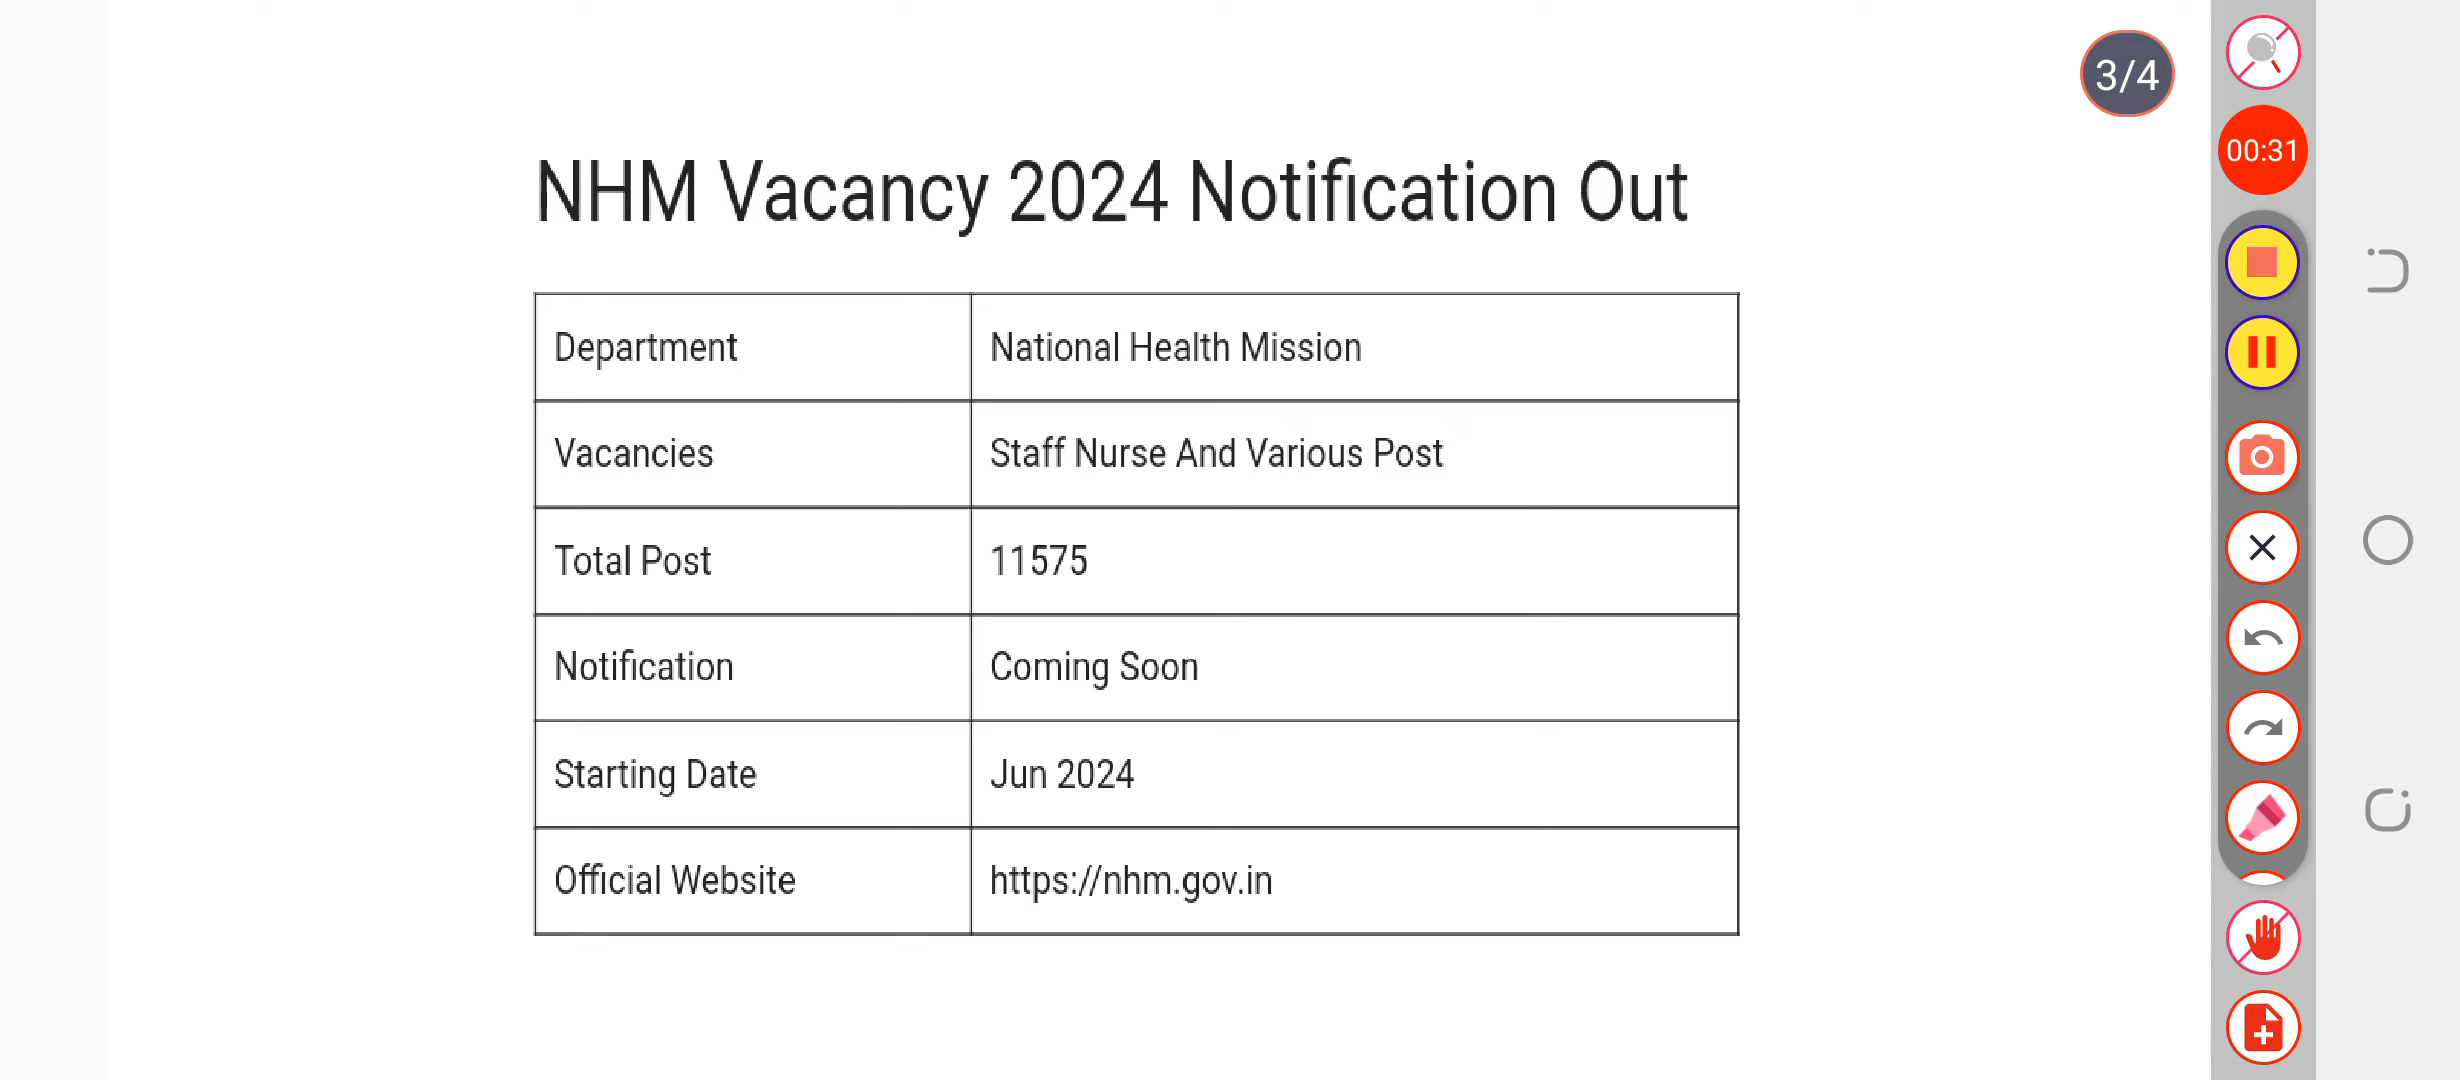 3/4
00:31
NHM Vacancy 2024 Notification Out
Department National Health Mission
Vacancies Staff Nurse And Various Post
Total Post 11575
Notification Coming Soon
Starting Date Jun 2024
Official Website https://nhm.gov.in